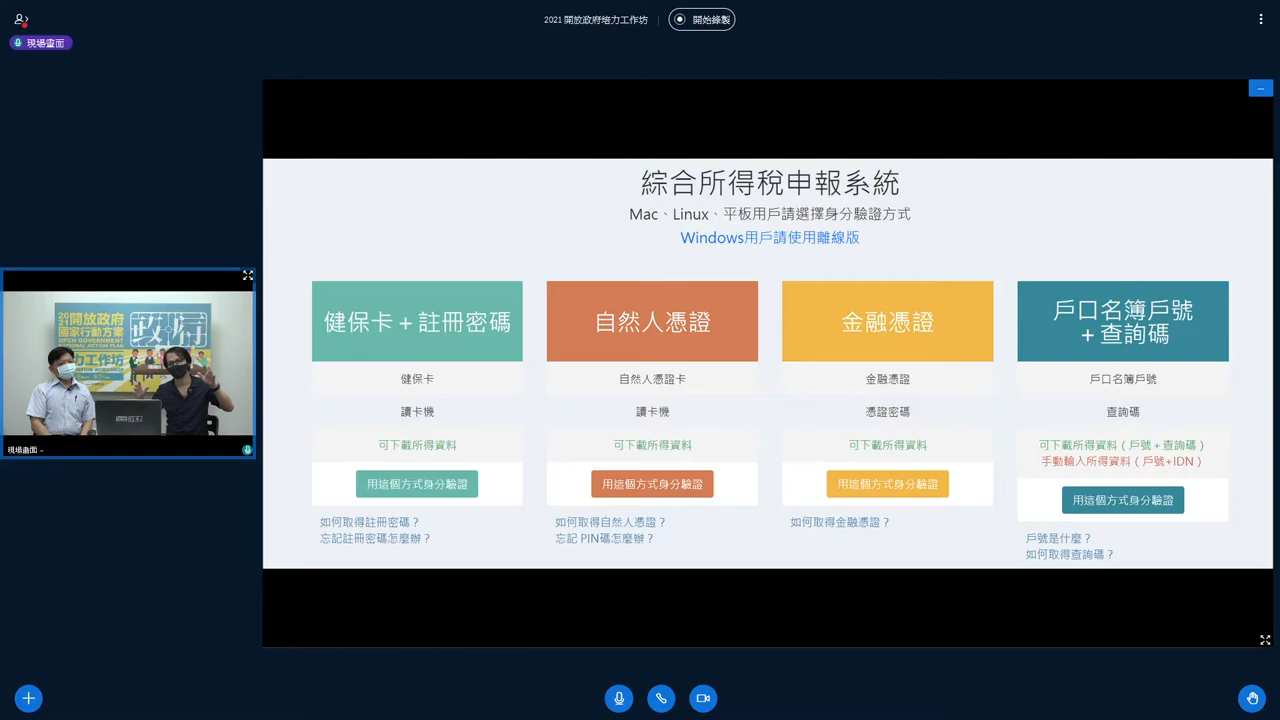 2021 開放政府培力工作坊
開始錄製
現場畫面
綜合所得稅申報系統
Mac、Linux、平板用戶請選擇身分驗證方式
Windows用戶請使用離線版
健保卡＋註冊密碼
健保卡
讀卡機
可下載所得資料
用這個方式身分驗證
如何取得註冊密碼？
忘記註冊密碼怎麼辦？
自然人憑證
自然人憑證卡
讀卡機
可下載所得資料
用這個方式身分驗證
如何取得自然人憑證？
忘記 PIN碼怎麼辦？
金融憑證
金融憑證
憑證密碼
可下載所得資料
用這個方式身分驗證
如何取得金融憑證？
戶口名簿戶號
＋查詢碼
戶口名簿戶號
查詢碼
可下載所得資料（戶號＋查詢碼）
手動輸入所得資料（戶號+IDN）
用這個方式身分驗證
戶號是什麼？
如何取得查詢碼？
2021開放政府
國家行動方案
OPEN GOVERNMENT
NATIONAL ACTION PLAN
力工作坊
政府
現場畫面